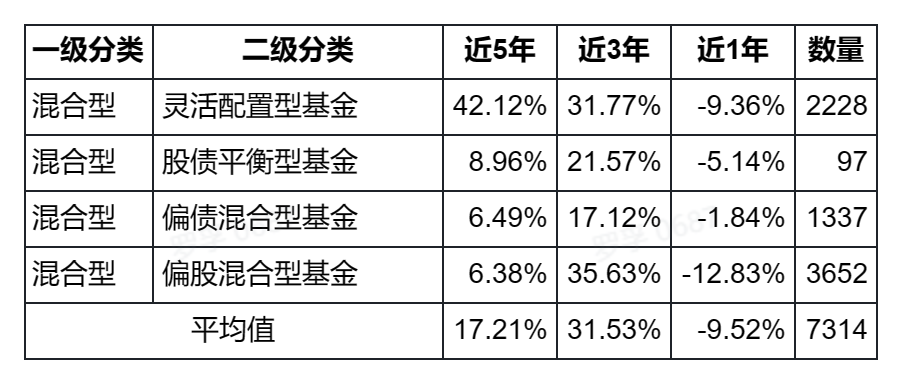 一级分类 二级分类 近5年 近3年 近1年 数量
混合型 灵活配置型基金 42.12% 31.77% -9.36% 2228
混合型 股债平衡型基金 8.96% 21.57% -5.14% 97
混合型 偏债混合型基金 6.49% 17.12% -1.84% 1337
混合型 偏股混合型基金 6.38% 35.63% -12.83% 3652
平均值 17.21% 31.53% -9.52% 7314